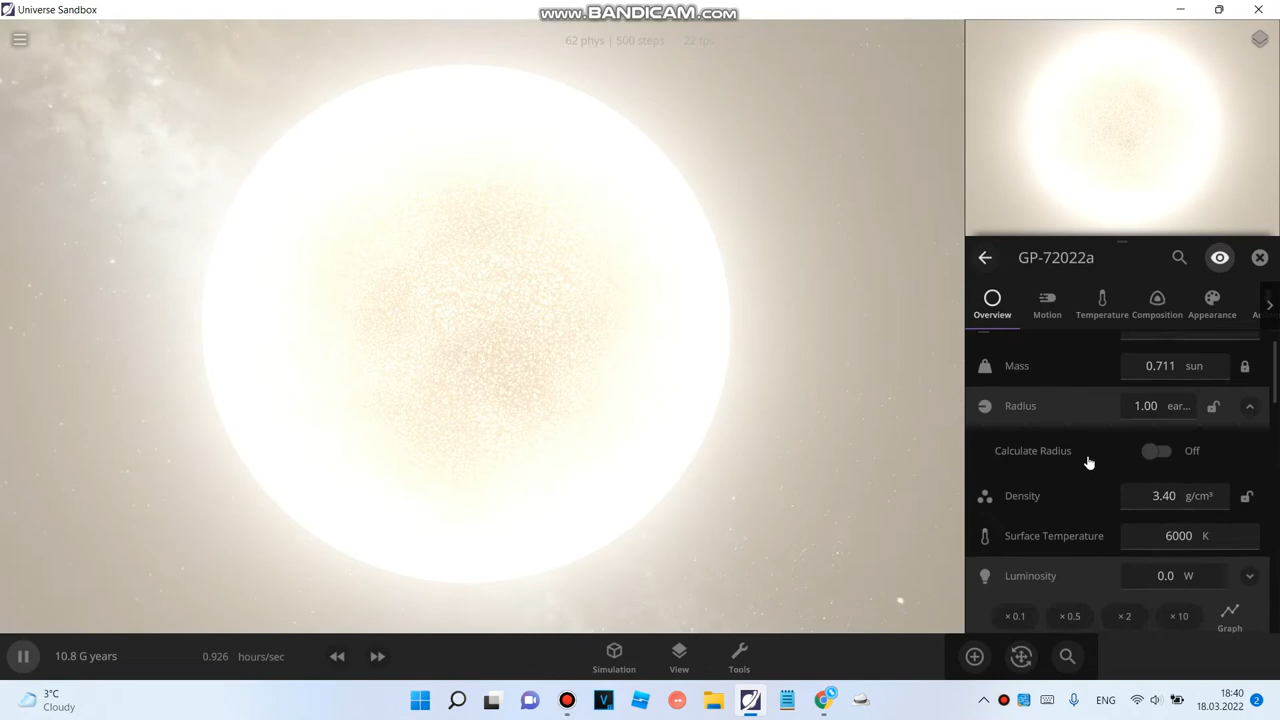 Universe Sandbox
www.BANDICAM.com
62 phys | 500 steps 22 fps
GP-72022a
Overview Motion Temperature Composition Appearance
Mass 0.711 sun
Radius 1.00 ear...
Calculate Radius Off
Density 3.40 g/cm³
Surface Temperature 6000 K
Luminosity 0.0 W
× 0.1 × 0.5 × 2 × 10 Graph
10.8 G years 0.926 hours/sec Simulation View Tools
3°C
Cloudy
ENG
18:40
18.03.2022
2